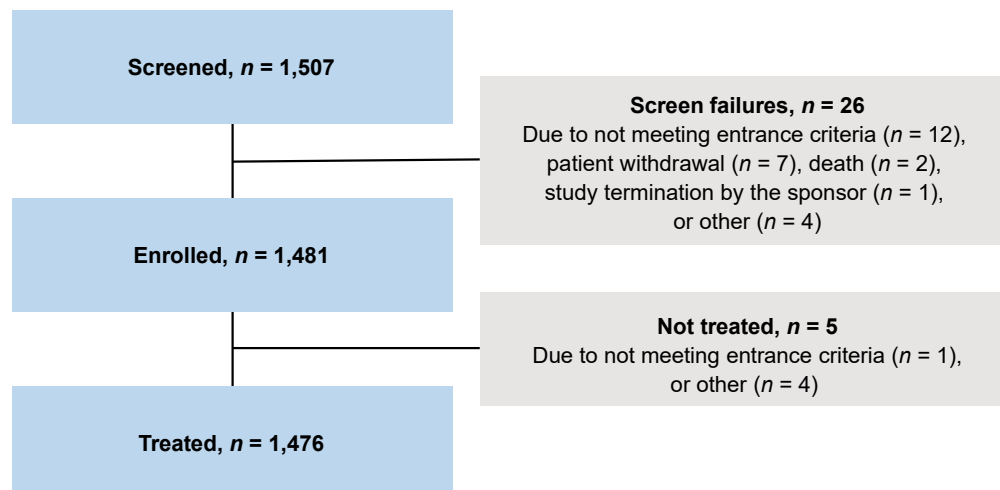 Screened, n = 1,507
Screen failures, n = 26
Due to not meeting entrance criteria (n = 12),
patient withdrawal (n = 7), death (n = 2),
study termination by the sponsor (n = 1),
or other (n = 4)
Enrolled, n = 1,481
Not treated, n = 5
Due to not meeting entrance criteria (n = 1),
or other (n = 4)
Treated, n = 1,476